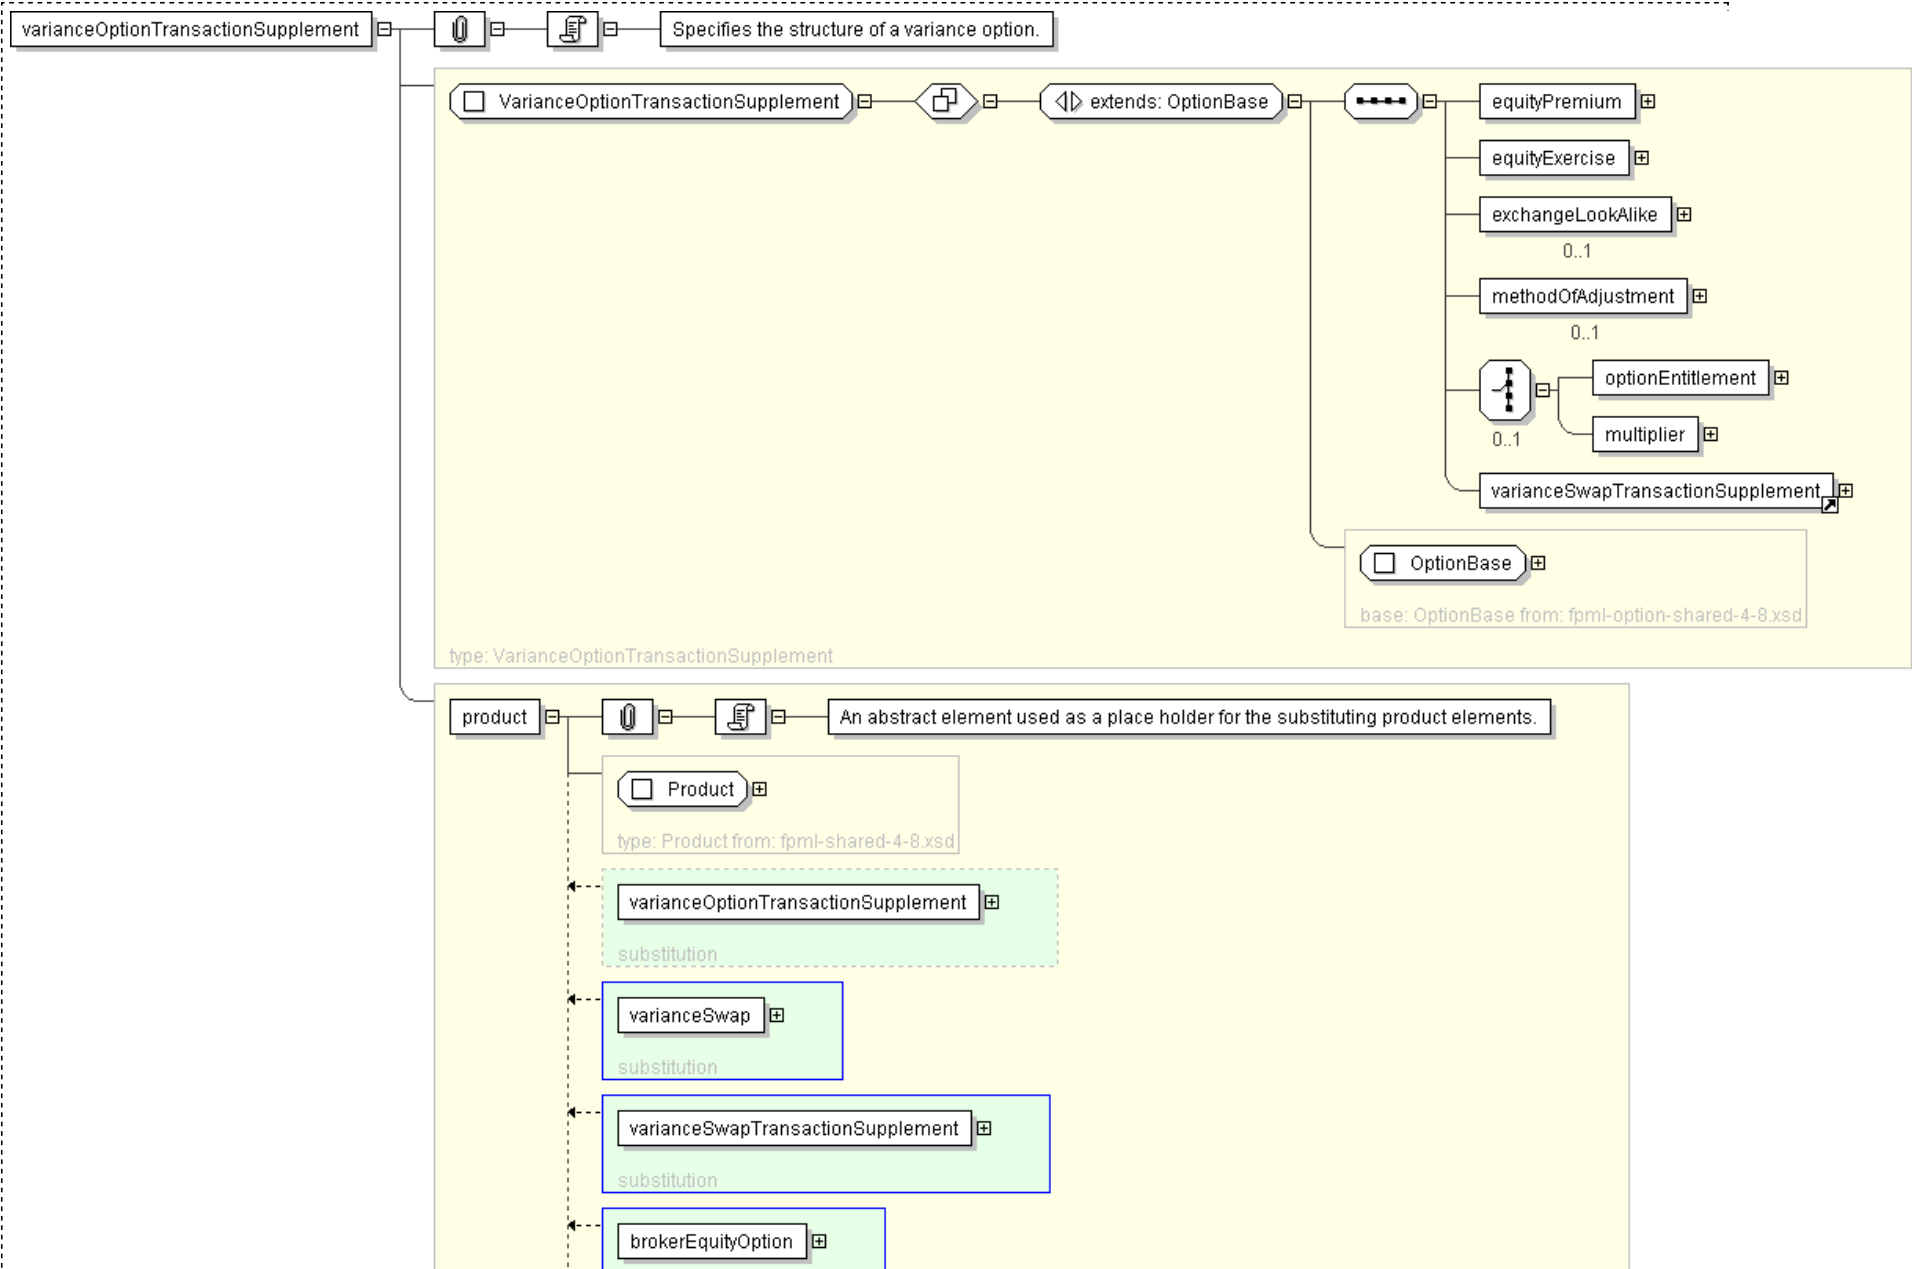 varianceOptionTransactionSupplement
Specifies the structure of a variance option.
VarianceOptionTransactionSupplement
extends: OptionBase
equityPremium
equityExercise
exchangeLookAlike
0..1
methodOfAdjustment
0..1
optionEntitlement
multiplier
0..1
varianceSwapTransactionSupplement
OptionBase
base: OptionBase from: fpml-option-shared-4-8.xsd
type: VarianceOptionTransactionSupplement
product
An abstract element used as a place holder for the substituting product elements.
Product
type: Product from: fpml-shared-4-8.xsd
varianceOptionTransactionSupplement
substitution
varianceSwap
substitution
varianceSwapTransactionSupplement
substitution
brokerEquityOption